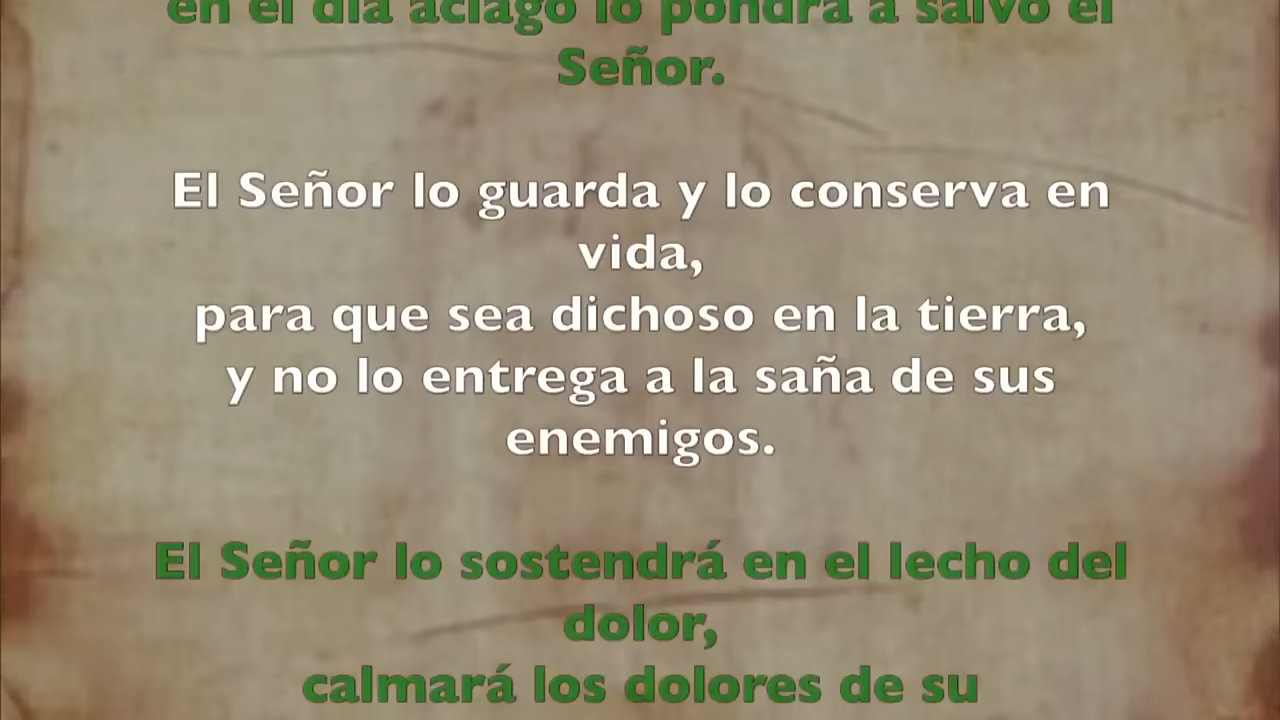 en el día aciago lo pondrá a salvo el
Señor.
El Señor lo guarda y lo conserva en
vida,
para que sea dichoso en la tierra,
y no lo entrega a la saña de sus
enemigos.
El Señor lo sostendrá en el lecho del
dolor,
calmará los dolores de su